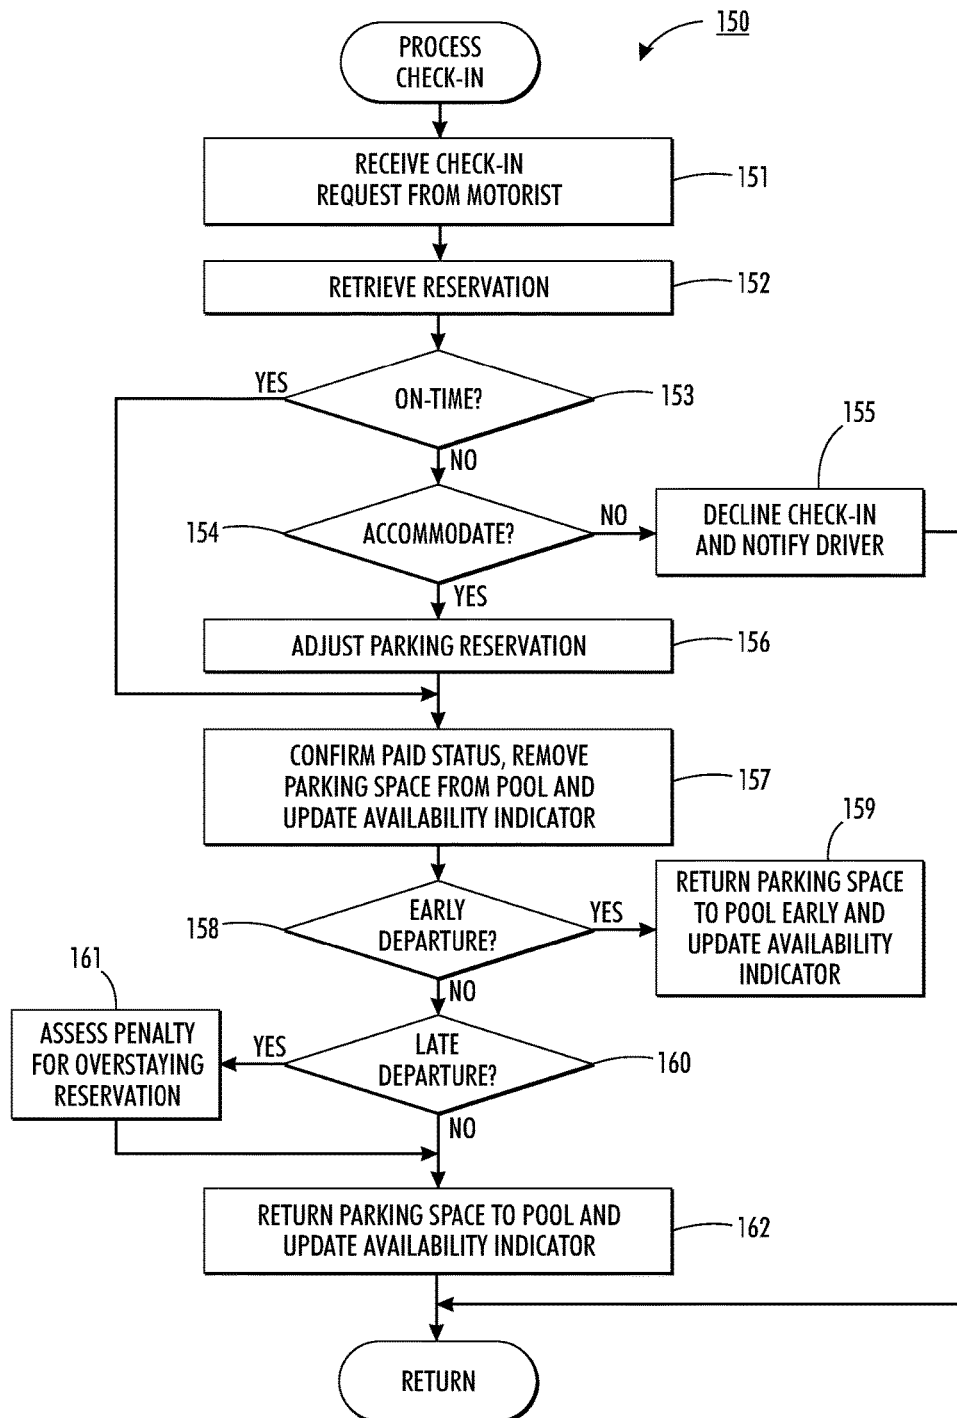 150
PROCESS
CHECK-IN
RECEIVE CHECK-IN
REQUEST FROM MOTORIST
151
RETRIEVE RESERVATION
152
YES
ON-TIME?
153
NO
154
ACCOMMODATE?
NO
155
DECLINE CHECK-IN
AND NOTIFY DRIVER
YES
ADJUST PARKING RESERVATION
156
CONFIRM PAID STATUS, REMOVE
PARKING SPACE FROM POOL AND
UPDATE AVAILABILITY INDICATOR
157
158
EARLY
DEPARTURE?
YES
159
RETURN PARKING SPACE
TO POOL EARLY AND
UPDATE AVAILABILITY
INDICATOR
NO
161
ASSESS PENALTY
FOR OVERSTAYING
RESERVATION
YES
LATE
DEPARTURE?
160
NO
RETURN PARKING SPACE TO POOL AND
UPDATE AVAILABILITY INDICATOR
162
RETURN